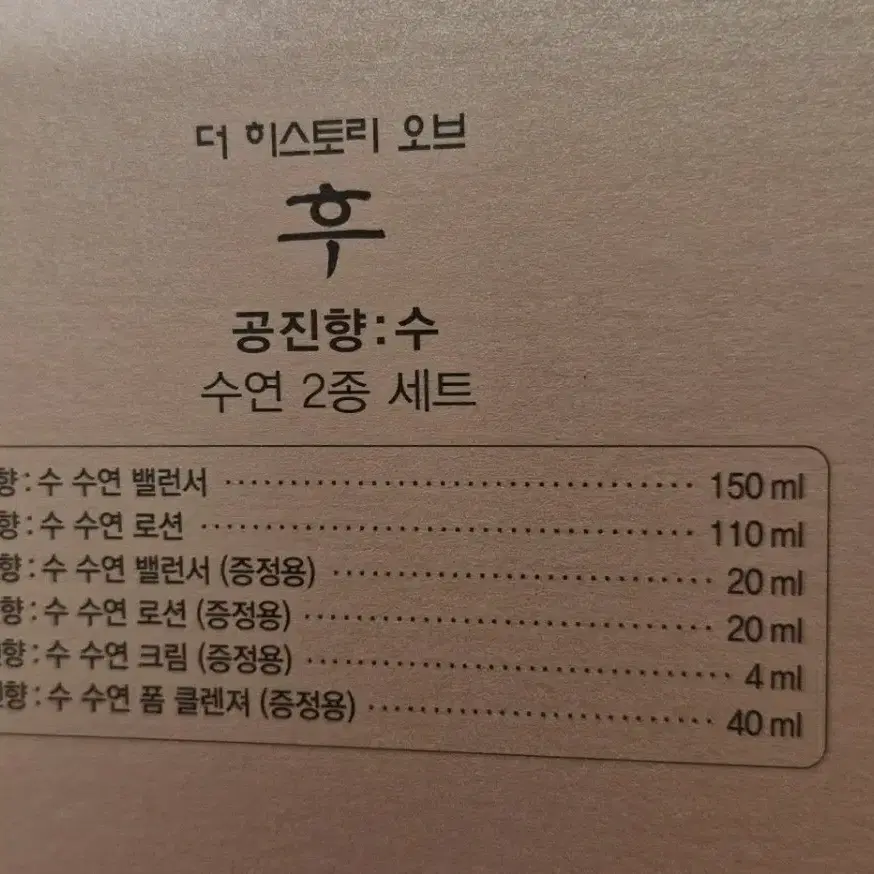 더 히스토리 오브
후
공진향:수
수연 2종 세트
향:수 수연 밸런서 150 ml
향:수 수연 로션 110 ml
향:수 수연 밸런서 (증정용) 20 ml
향:수 수연 로션 (증정용) 20 ml
향:수 수연 크림 (증정용) 4 ml
향:수 수연 폼 클렌져 (증정용) 40 ml